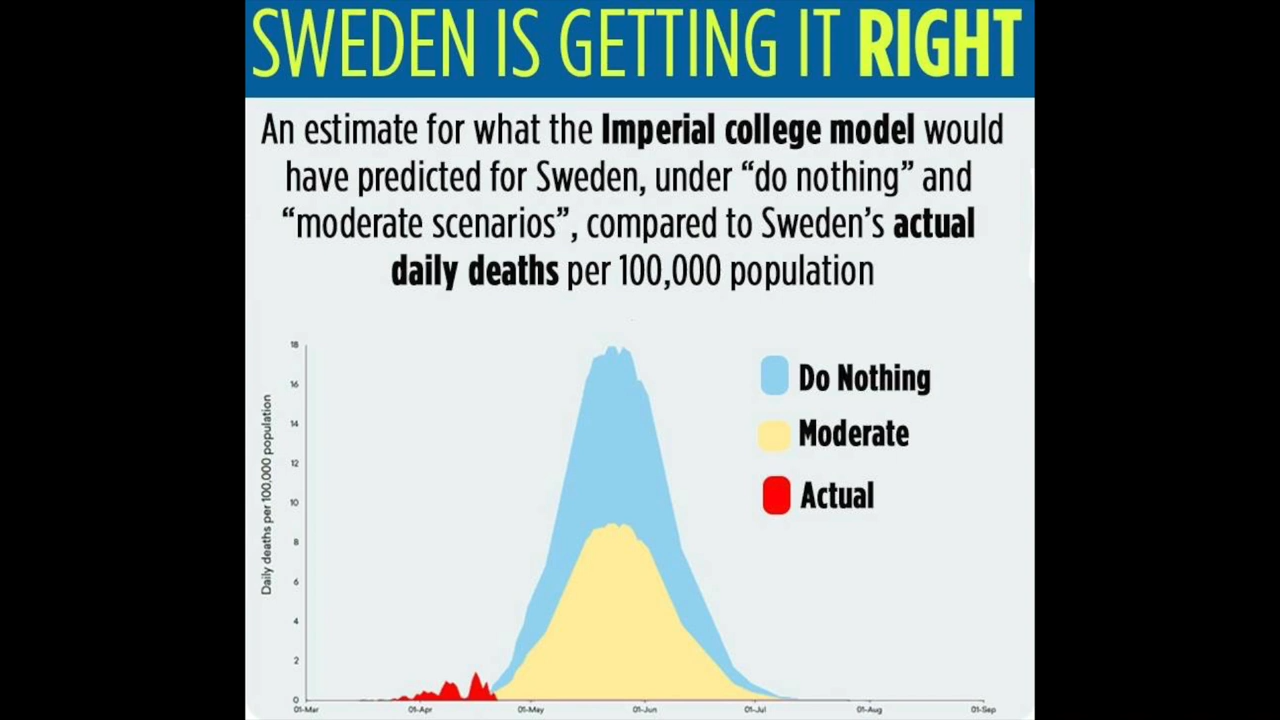 SWEDEN IS GETTING IT RIGHT
An estimate for what the Imperial college model would
have predicted for Sweden, under “do nothing” and
“moderate scenarios”, compared to Sweden’s actual
daily deaths per 100,000 population
Daily deaths per 100,000 population
18
16
14
12
10
8
6
4
2
0
01-Mar
01-Apr
01-May
01-Jun
01-Jul
01-Aug
01-Sep
Do Nothing
Moderate
Actual